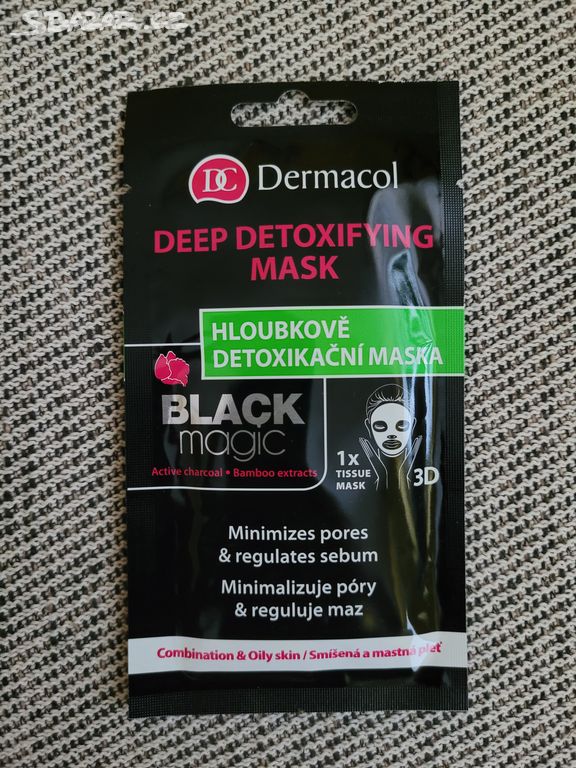 SBAZAR.CZ
DC Dermacol
DEEP DETOXIFYING
MASK
HLOUBKOVĚ
DETOXIKAČNÍ MASKA
BLACK
magic
Active charcoal • Bamboo extracts
1x
TISSUE
MASK
3D
Minimizes pores
& regulates sebum
Minimalizuje póry
& reguluje maz
Combination & Oily skin / Smíšená a mastná pleť